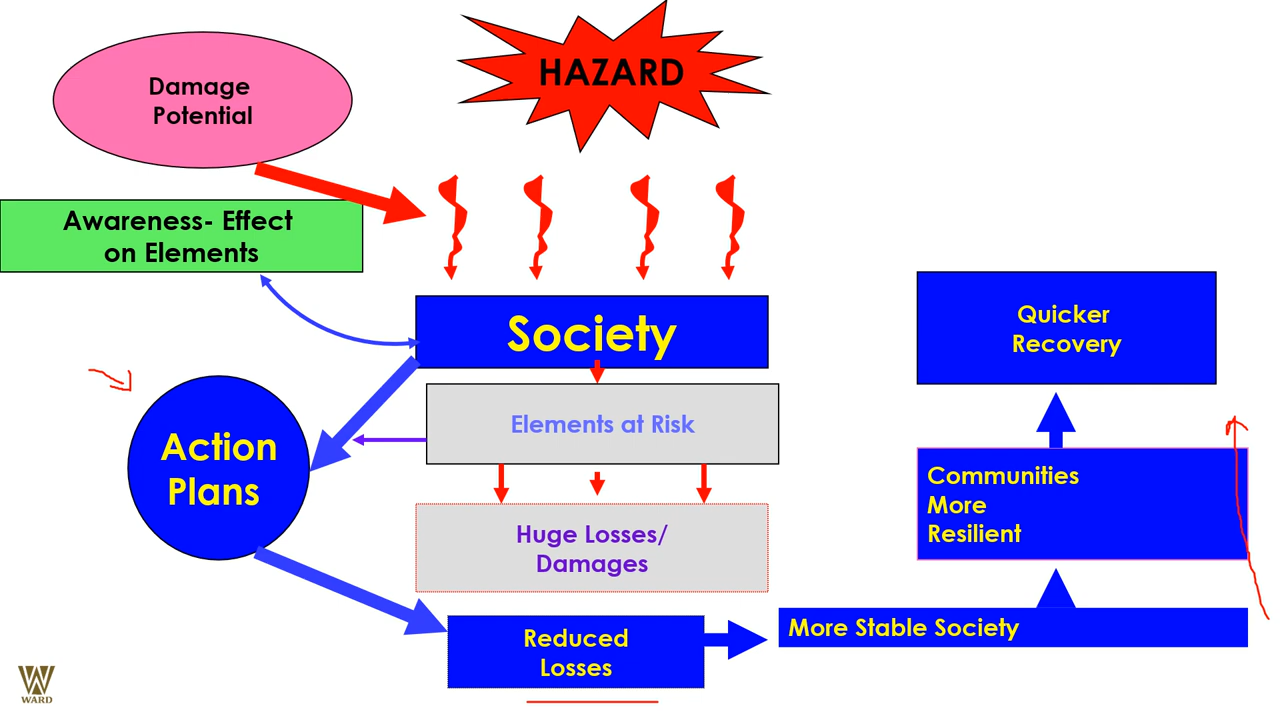 HAZARD
Damage
Potential
Awareness- Effect
on Elements
Society
Elements at Risk
Action
Plans
Huge Losses/
Damages
Reduced
Losses
More Stable Society
Communities
More
Resilient
Quicker
Recovery
WARD